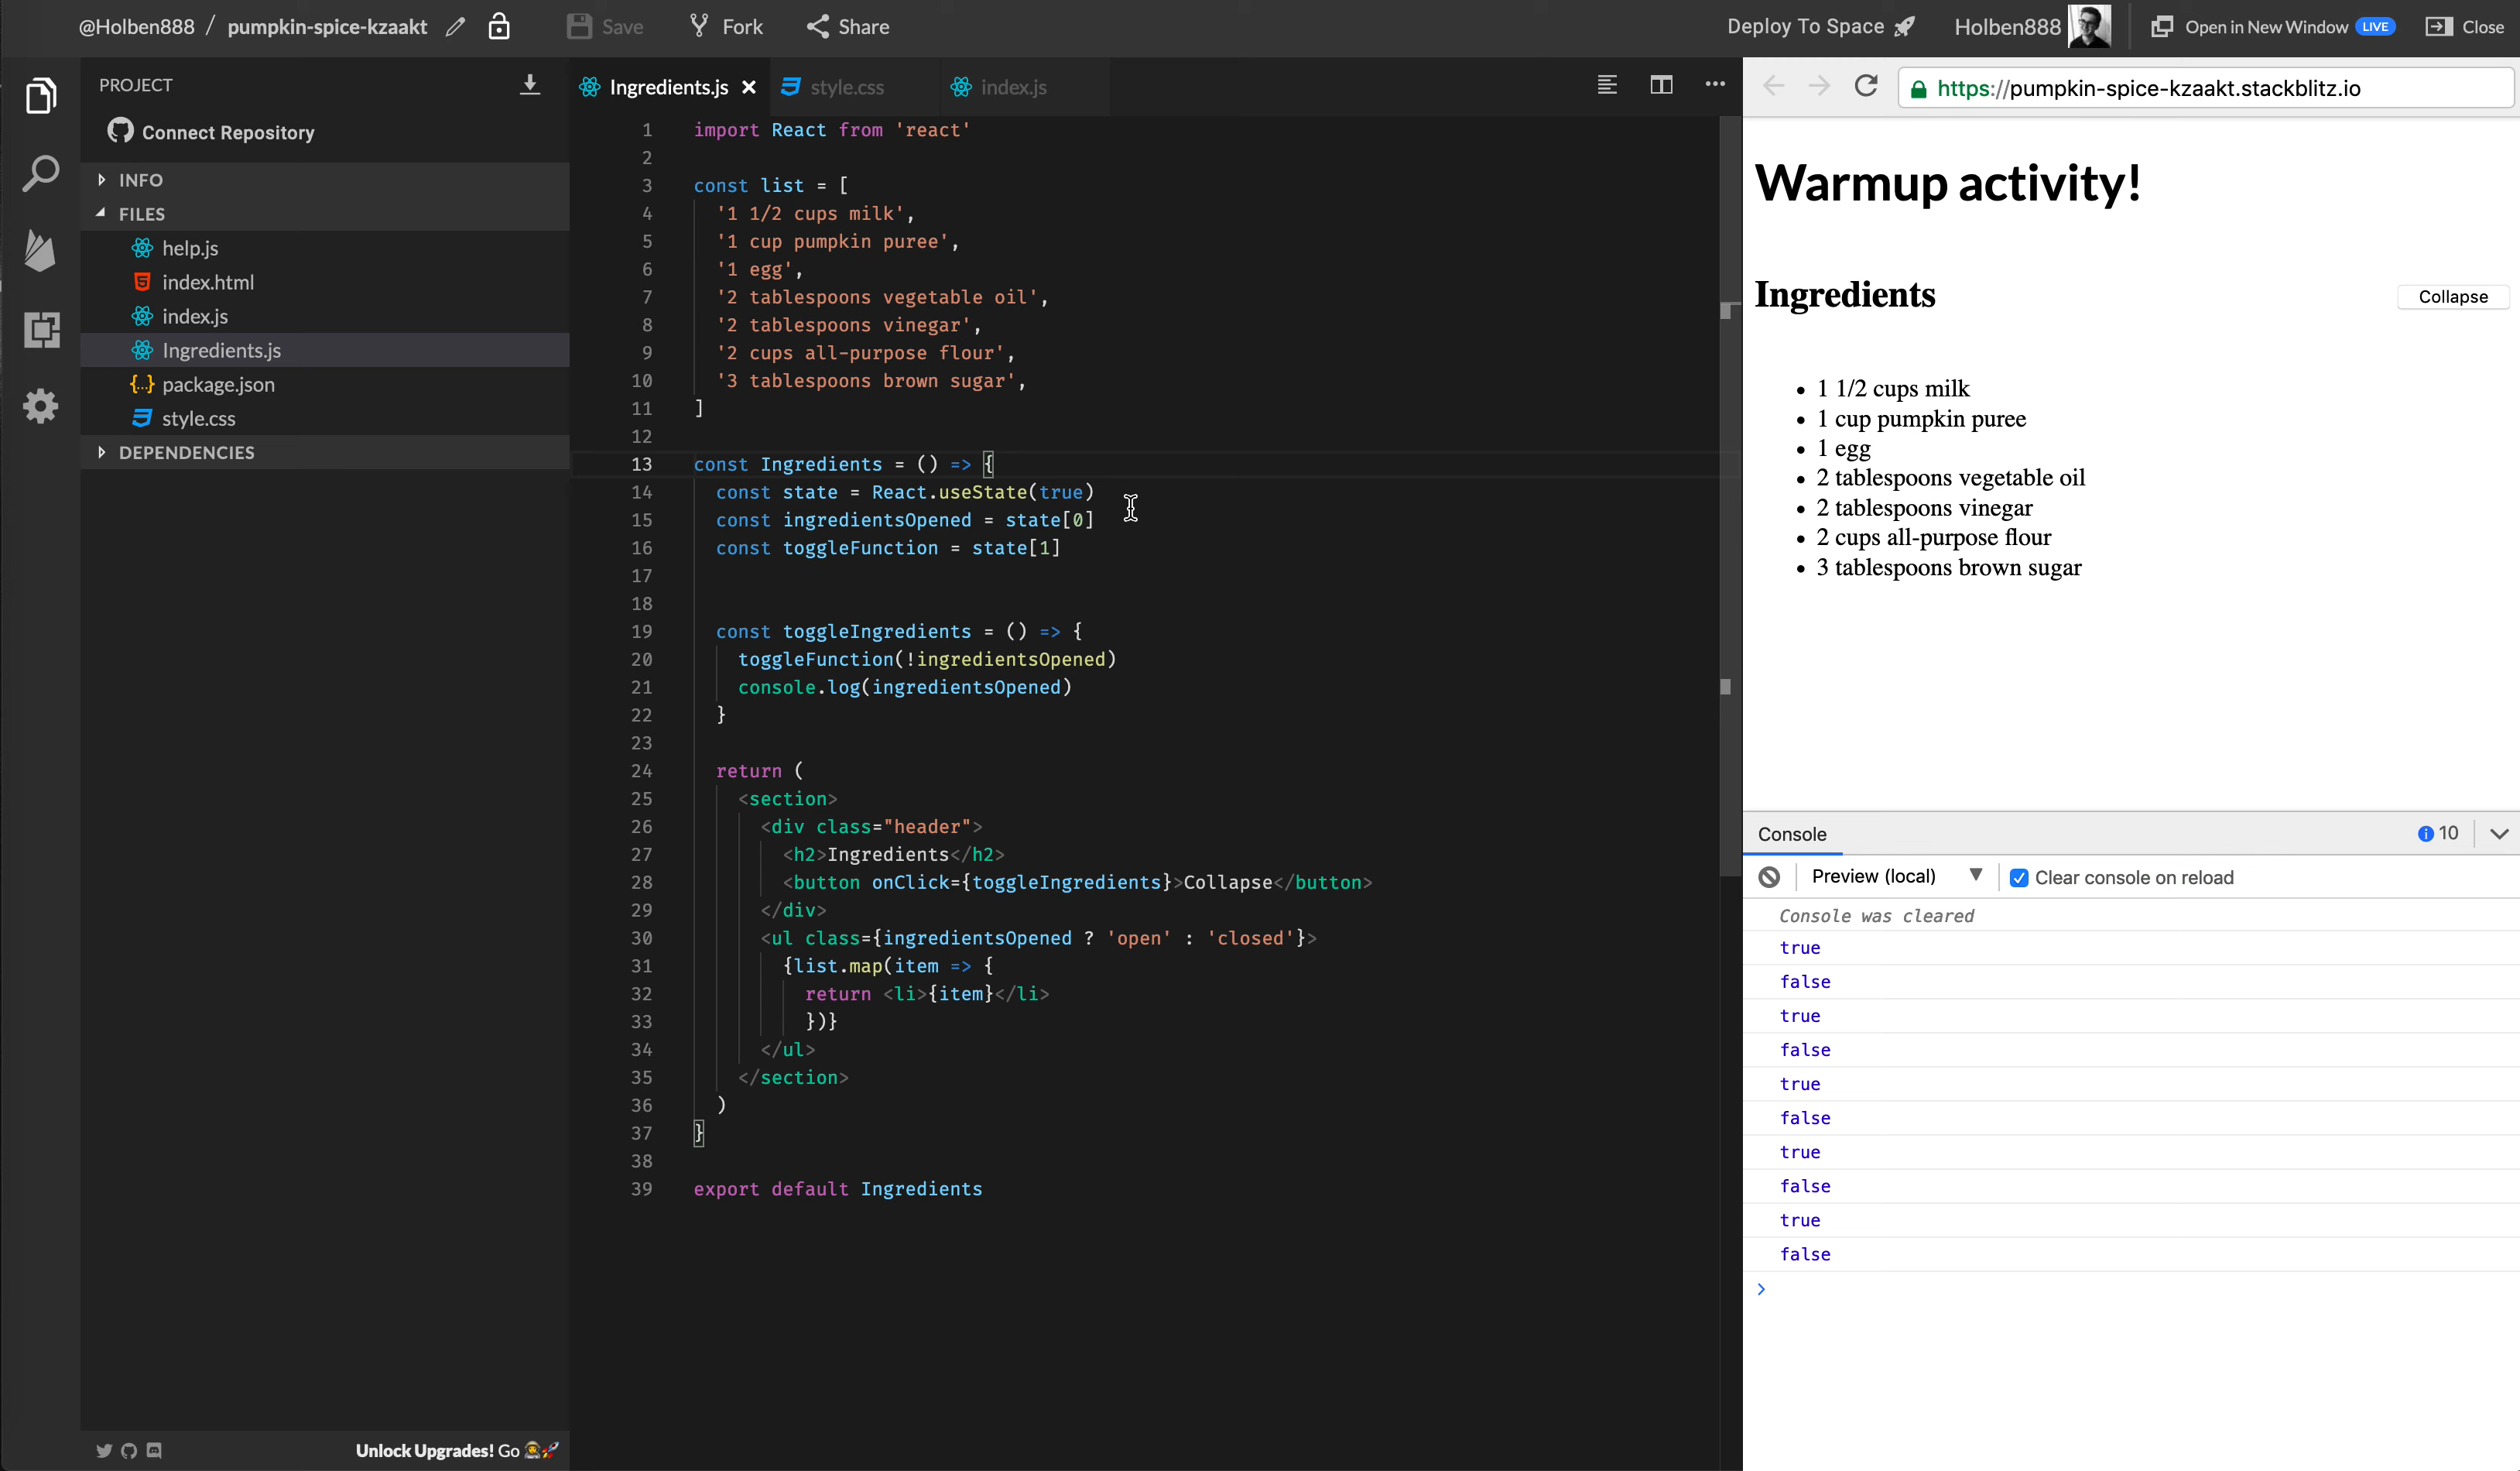 @Holben888 / pumpkin-spice-kzaakt Save Fork Share Deploy To Space Holben888 Open in New Window LIVE Close
PROJECT
Connect Repository
INFO
FILES
help.js
index.html
index.js
Ingredients.js
package.json
style.css
DEPENDENCIES
Unlock Upgrades! Go
Ingredients.js style.css index.js
1 import React from 'react'
2
3 const list = [
4 '1 1/2 cups milk',
5 '1 cup pumpkin puree',
6 '1 egg',
7 '2 tablespoons vegetable oil',
8 '2 tablespoons vinegar',
9 '2 cups all-purpose flour',
10 '3 tablespoons brown sugar',
11 ]
12
13 const Ingredients = () => {
14 const state = React.useState(true)
15 const ingredientsOpened = state[0]
16 const toggleFunction = state[1]
17
18
19 const toggleIngredients = () => {
20 toggleFunction(!ingredientsOpened)
21 console.log(ingredientsOpened)
22 }
23
24 return (
25 <section>
26 <div class="header">
27 <h2>Ingredients</h2>
28 <button onClick={toggleIngredients}>Collapse</button>
29 </div>
30 <ul class={ingredientsOpened ? 'open' : 'closed'}>
31 {list.map(item => {
32 return <li>{item}</li>
33 })}
34 </ul>
35 </section>
36 )
37 }
38
39 export default Ingredients
https://pumpkin-spice-kzaakt.stackblitz.io
Warmup activity!
Ingredients Collapse
• 1 1/2 cups milk
• 1 cup pumpkin puree
• 1 egg
• 2 tablespoons vegetable oil
• 2 tablespoons vinegar
• 2 cups all-purpose flour
• 3 tablespoons brown sugar
Console 10
Preview (local) Clear console on reload
Console was cleared
true
false
true
false
true
false
true
false
true
false